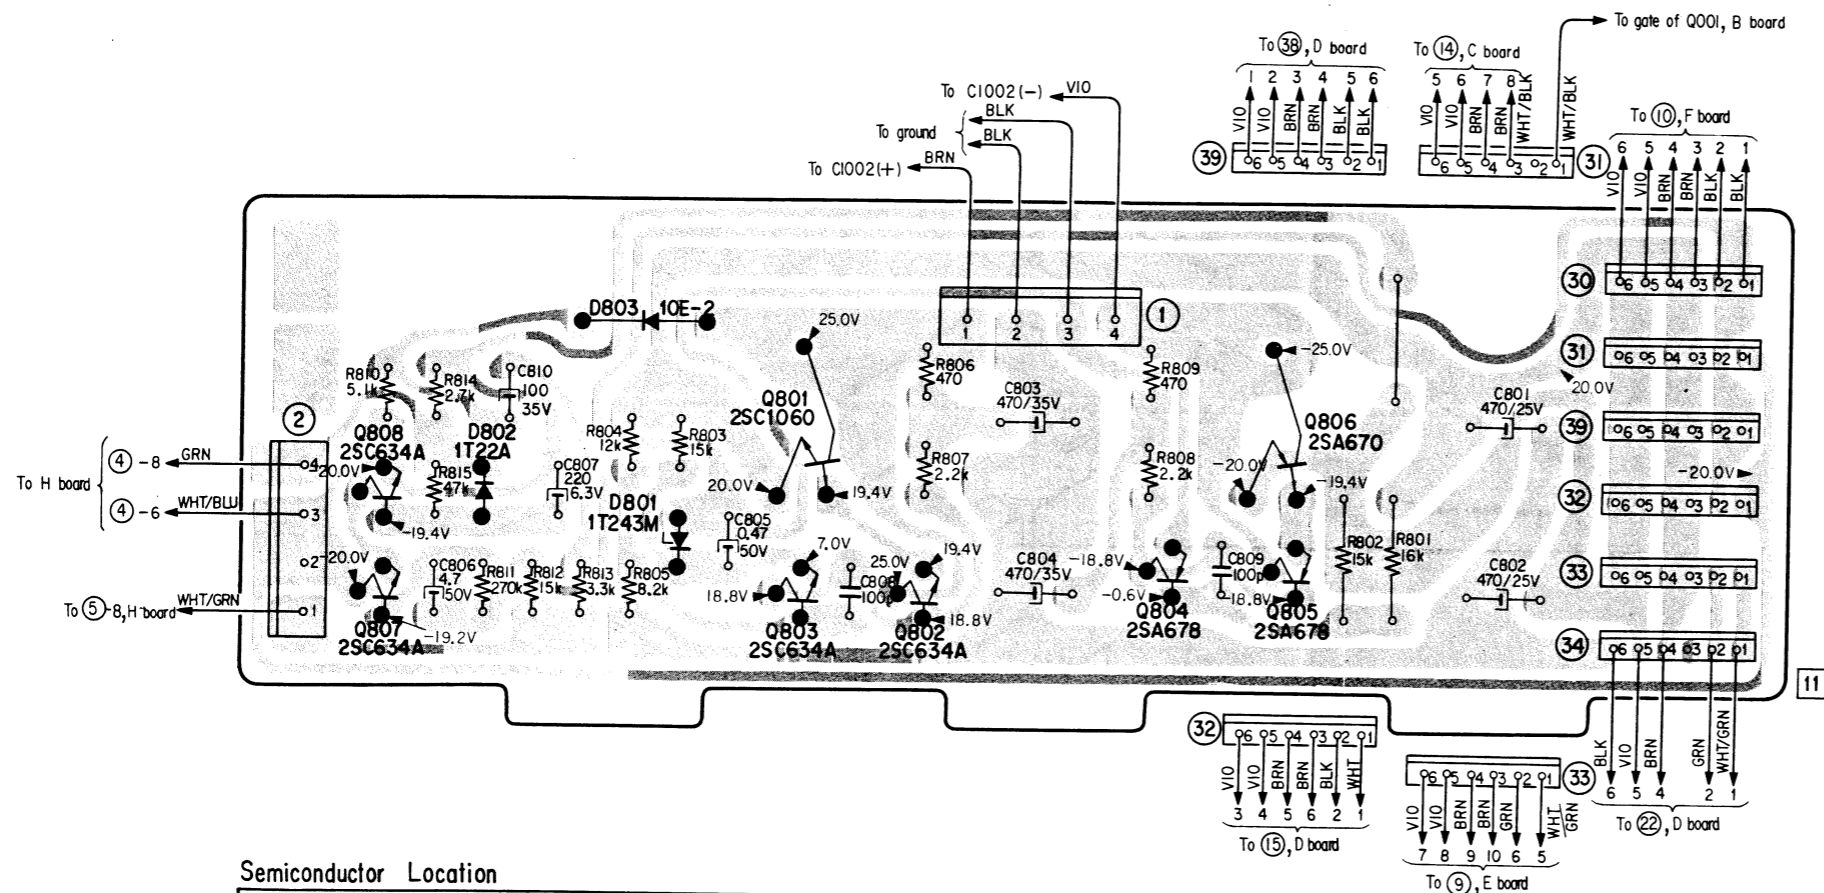 To gate of Q001, B board
To 38, D board
To 14, C board
1 2 3 4 5 6
5 6 7 8
VIO VIO BRN BRN BLK BLK
VIO VIO BRN BRN WHT/BLK WHT/BLK
39
6 5 4 3 2 1
6 5 4 3 2 1
31
To 10, F board
6 5 4 3 2 1
VIO VIO BRN BRN BLK BLK
To C1002(-) VIO
BLK
To ground
BLK
To C1002(+) BRN
1 2 3 4
1
30
6 5 4 3 2 1
31
6 5 4 3 2 1
20.0V
39
6 5 4 3 2 1
-20.0V
32
6 5 4 3 2 1
33
6 5 4 3 2 1
34
6 5 4 3 2 1
11
D803 10E-2
25.0V
-25.0V
R810
5.1k
R814
2.7k
C810
100
35V
Q801
2SC1060
R806
470
C803
470/35V
R809
470
Q806
2SA670
C801
470/25V
2
Q808
2SC634A
D802
1T22A
R804
12k
R803
15k
4
3
2
1
To H board
4 -8 GRN
4 -6 WHT/BLU
To 5 -8, H board WHT/GRN
-20.0V
R815
47k
C807
220
6.3V
D801
1T243M
20.0V
19.4V
R807
2.2k
R808
2.2k
-20.0V
-19.4V
-19.4V
C805
0.47
50V
-20.0V
C806
4.7
50V
R811
270k
R812
15k
R813
3.3k
R805
8.2k
7.0V
18.8V
C808
100p
25.0V
19.4V
18.8V
C804
470/35V
-18.8V
-0.6V
C809
100p
-18.8V
R802
15k
R801
16k
C802
470/25V
Q807
2SC634A
-19.2V
Q803
2SC634A
Q802
2SC634A
Q804
2SA678
Q805
2SA678
32
6 5 4 3 2 1
VIO VIO BRN BRN BLK WHT
3 4 5 6 2 1
To 15, D board
33
6 5 4 3 2 1
VIO VIO BRN BRN GRN WHT/GRN
7 8 9 10 6 5
To 9, E board
BLK VIO BRN GRN WHT/GRN
6 5 4 2 1
To 22, D board
Semiconductor Location